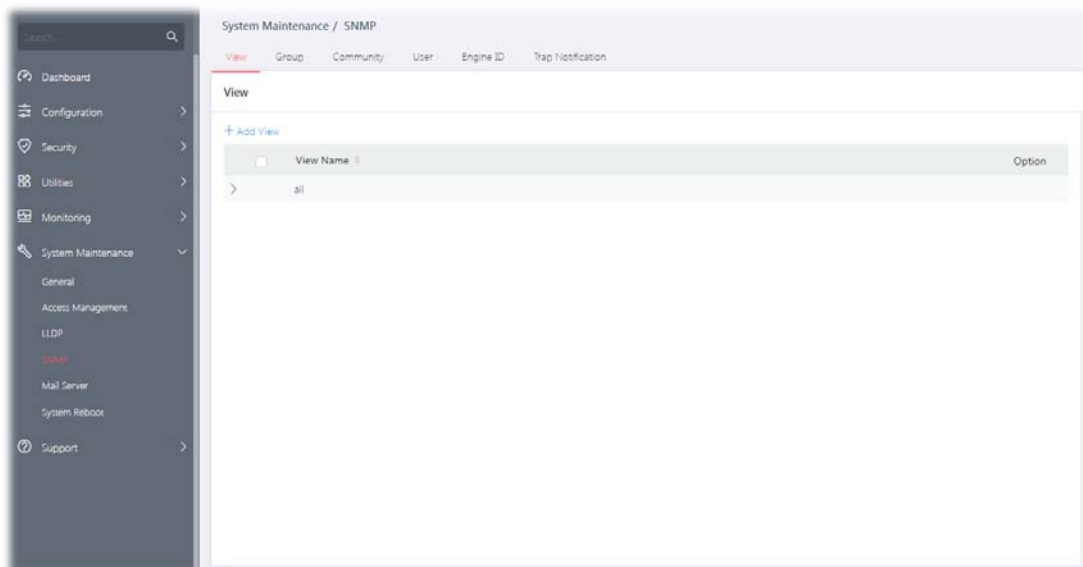 Search...
Dashboard
Configuration
Security
Utilities
Monitoring
System Maintenance
General
Access Management
LLDP
SNMP
Mail Server
System Reboot
Support
System Maintenance / SNMP
View Group Community User Engine ID Trap Notification
View
+ Add View
View Name Option
all